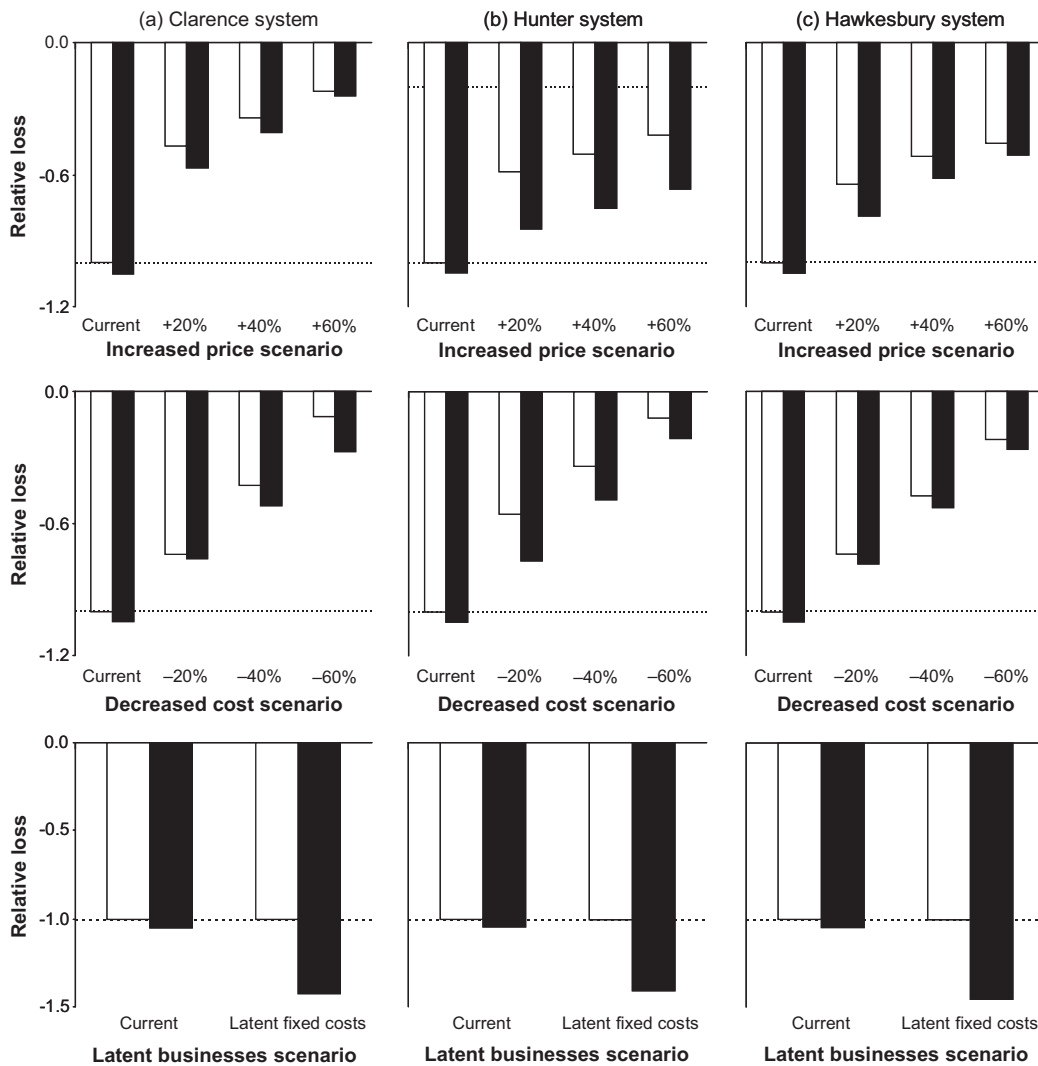 (a) Clarence system (b) Hunter system (c) Hawkesbury system
0.0
-0.6
-1.2
Relative loss
Current +20% +40% +60% Current +20% +40% +60% Current +20% +40% +60%
Increased price scenario Increased price scenario Increased price scenario
0.0
-0.6
-1.2
Relative loss
Current –20% –40% –60% Current –20% –40% –60% Current –20% –40% –60%
Decreased cost scenario Decreased cost scenario Decreased cost scenario
0.0
-0.5
-1.0
-1.5
Relative loss
Current Latent fixed costs Current Latent fixed costs Current Latent fixed costs
Latent businesses scenario Latent businesses scenario Latent businesses scenario